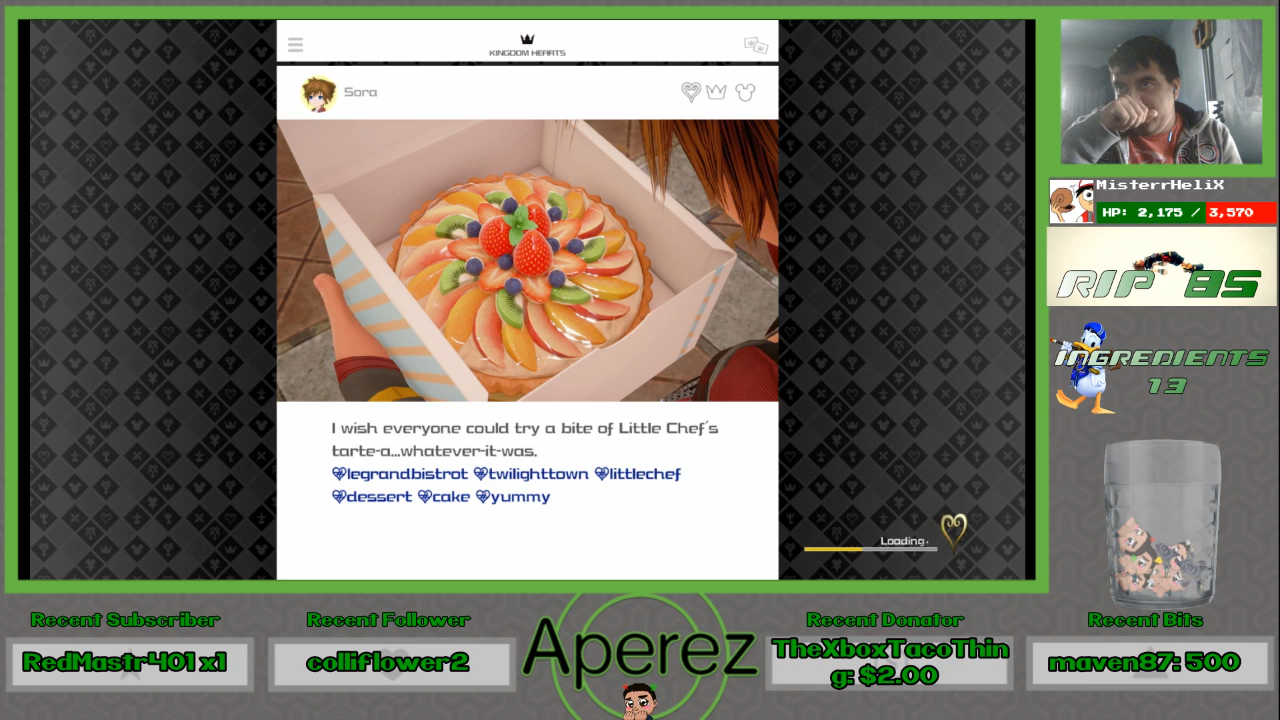 KINGDOM HEARTS
Sora
I wish everyone could try a bite of Little Chef's
tarte-a...whatever-it-was.
legrandbistrot twilighttown littlechef
dessert cake yummy
Loading.
MisterrHeliX
HP: 2,175 / 3,570
RIP 85
INGREDIENTS
13
Recent Subscriber
RedMastr401 x1
Recent Follower
colliflower2
Aperez
Recent Donator
TheXboxTacoThin
g: $2.00
Recent Bits
maven87: 500